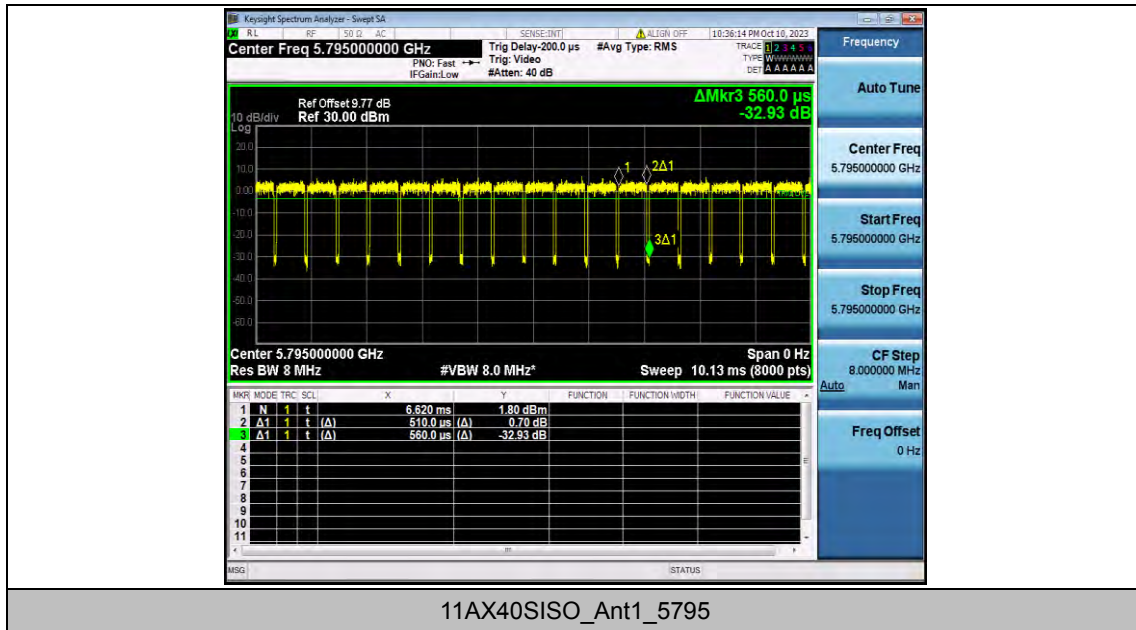 Keysight Spectrum Analyzer - Swept SA
RL RF 50 Ω AC SENSE:INT ALIGN OFF 10:36:14 PM Oct 10, 2023
Center Freq 5.795000000 GHz
PNO: Fast
IFGain:Low
Trig Delay-200.0 µs
Trig: Video
#Atten: 40 dB
#Avg Type: RMS
TRACE 1 2 3 4 5 6
TYPE W
DET A A A A A A
ΔMkr3 560.0 µs
-32.93 dB
Ref Offset 9.77 dB
10 dB/div Ref 30.00 dBm
Log
20.0
10.0
0.00
-10.0
-20.0
-30.0
-40.0
-50.0
-60.0
1
2Δ1
3Δ1
Center 5.795000000 GHz Span 0 Hz
Res BW 8 MHz #VBW 8.0 MHz* Sweep 10.13 ms (8000 pts)
MKR MODE TRC SCL X Y FUNCTION FUNCTION WIDTH FUNCTION VALUE
1 N 1 t 6.620 ms 1.80 dBm
2 Δ1 1 t (Δ) 510.0 µs (Δ) 0.70 dB
3 Δ1 1 t (Δ) 560.0 µs (Δ) -32.93 dB
4
5
6
7
8
9
10
11
MSG STATUS
Frequency
Auto Tune
Center Freq
5.795000000 GHz
Start Freq
5.795000000 GHz
Stop Freq
5.795000000 GHz
CF Step
8.000000 MHz
Auto Man
Freq Offset
0 Hz
11AX40SISO_Ant1_5795